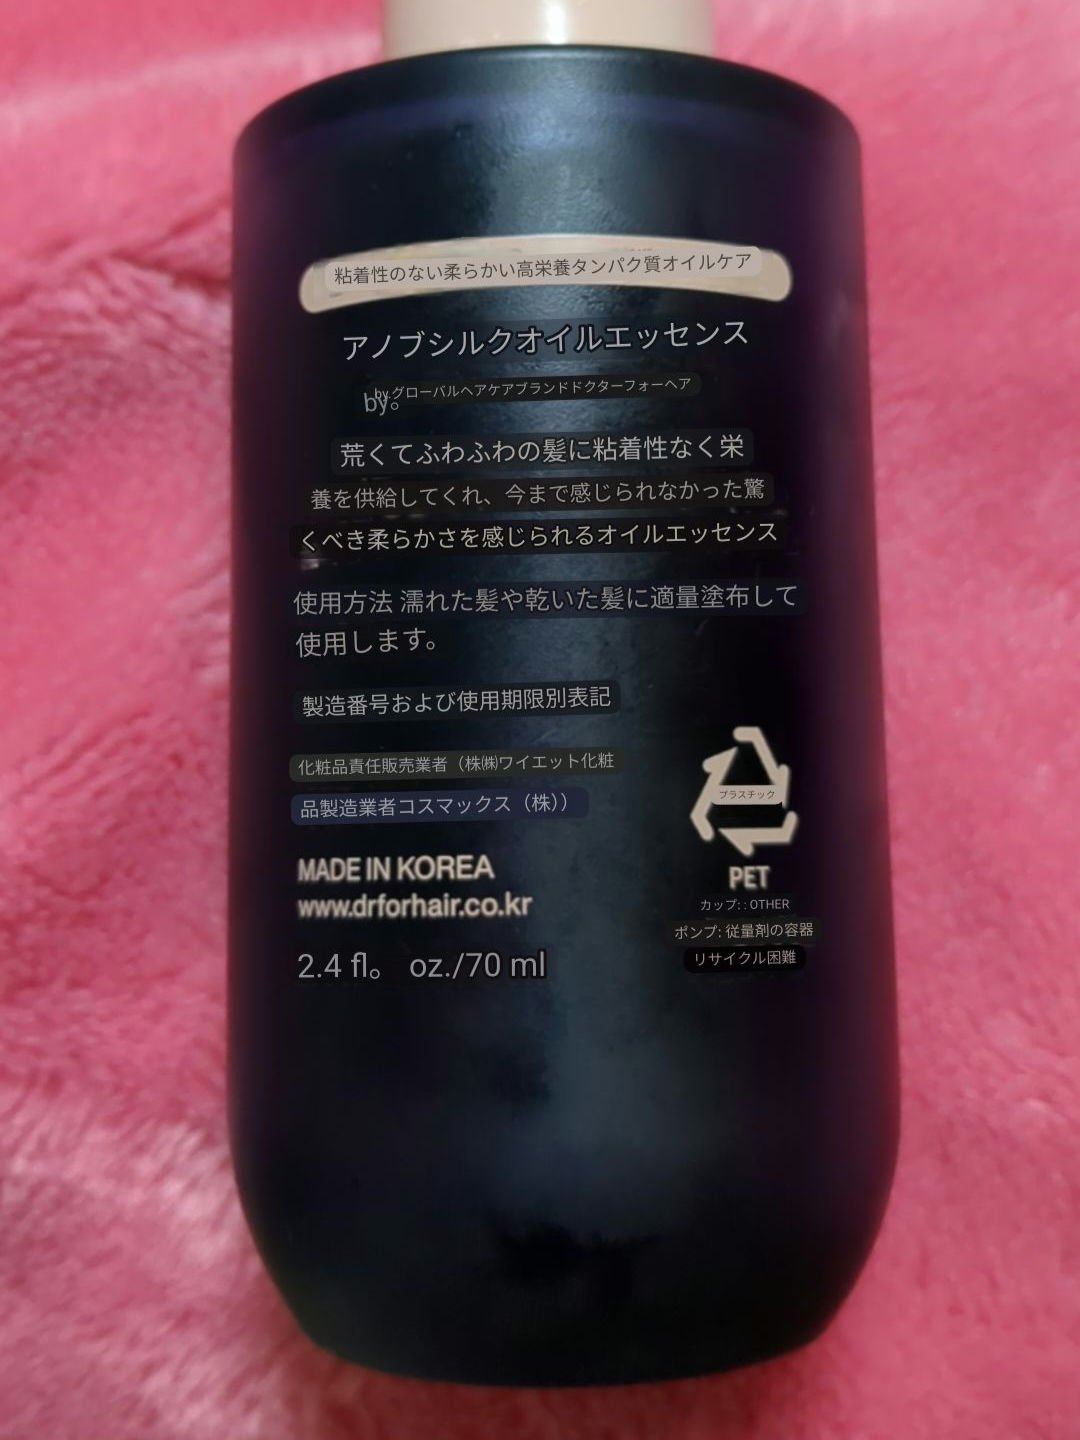 粘着性のない柔らかい高栄養タンパク質オイルケア
アノブシルクオイルエッセンス
by.グローバルヘアケアブランドドクターフォーヘア
by。
荒くてふわふわの髪に粘着性なく栄
養を供給してくれ、今まで感じられなかった驚
くべき柔らかさを感じられるオイルエッセンス
使用方法 濡れた髪や乾いた髪に適量塗布して
使用します。
製造番号および使用期限別表記
化粧品責任販売業者（株㈱ワイエット化粧
品製造業者コスマックス（株））
MADE IN KOREA
www.drforhair.co.kr
2.4 fl。 oz./70 ml
プラスチック
PET
カップ: : OTHER
ポンプ: 従量剤の容器
リサイクル困難